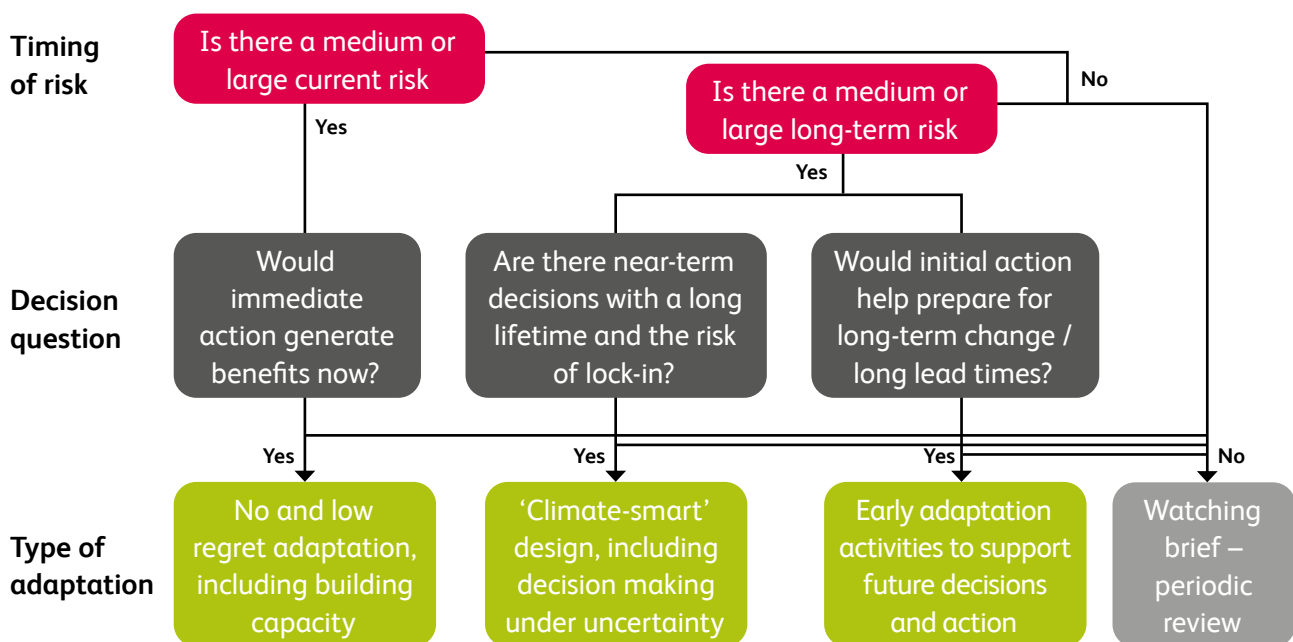 Timing
of risk
Is there a medium or
large current risk
No
Is there a medium or
large long-term risk
Yes
Yes
Decision
question
Would
immediate
action generate
benefits now?
Are there near-term
decisions with a long
lifetime and the risk
of lock-in?
Would initial action
help prepare for
long-term change /
long lead times?
Yes
Yes
Yes
No
Type of
adaptation
No and low
regret adaptation,
including building
capacity
‘Climate-smart’
design, including
decision making
under uncertainty
Early adaptation
activities to support
future decisions
and action
Watching
brief –
periodic
review